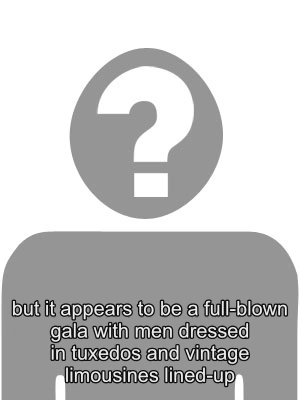 ?
but it appears to be a full-blown
gala with men dressed
in tuxedos and vintage
limousines lined-up